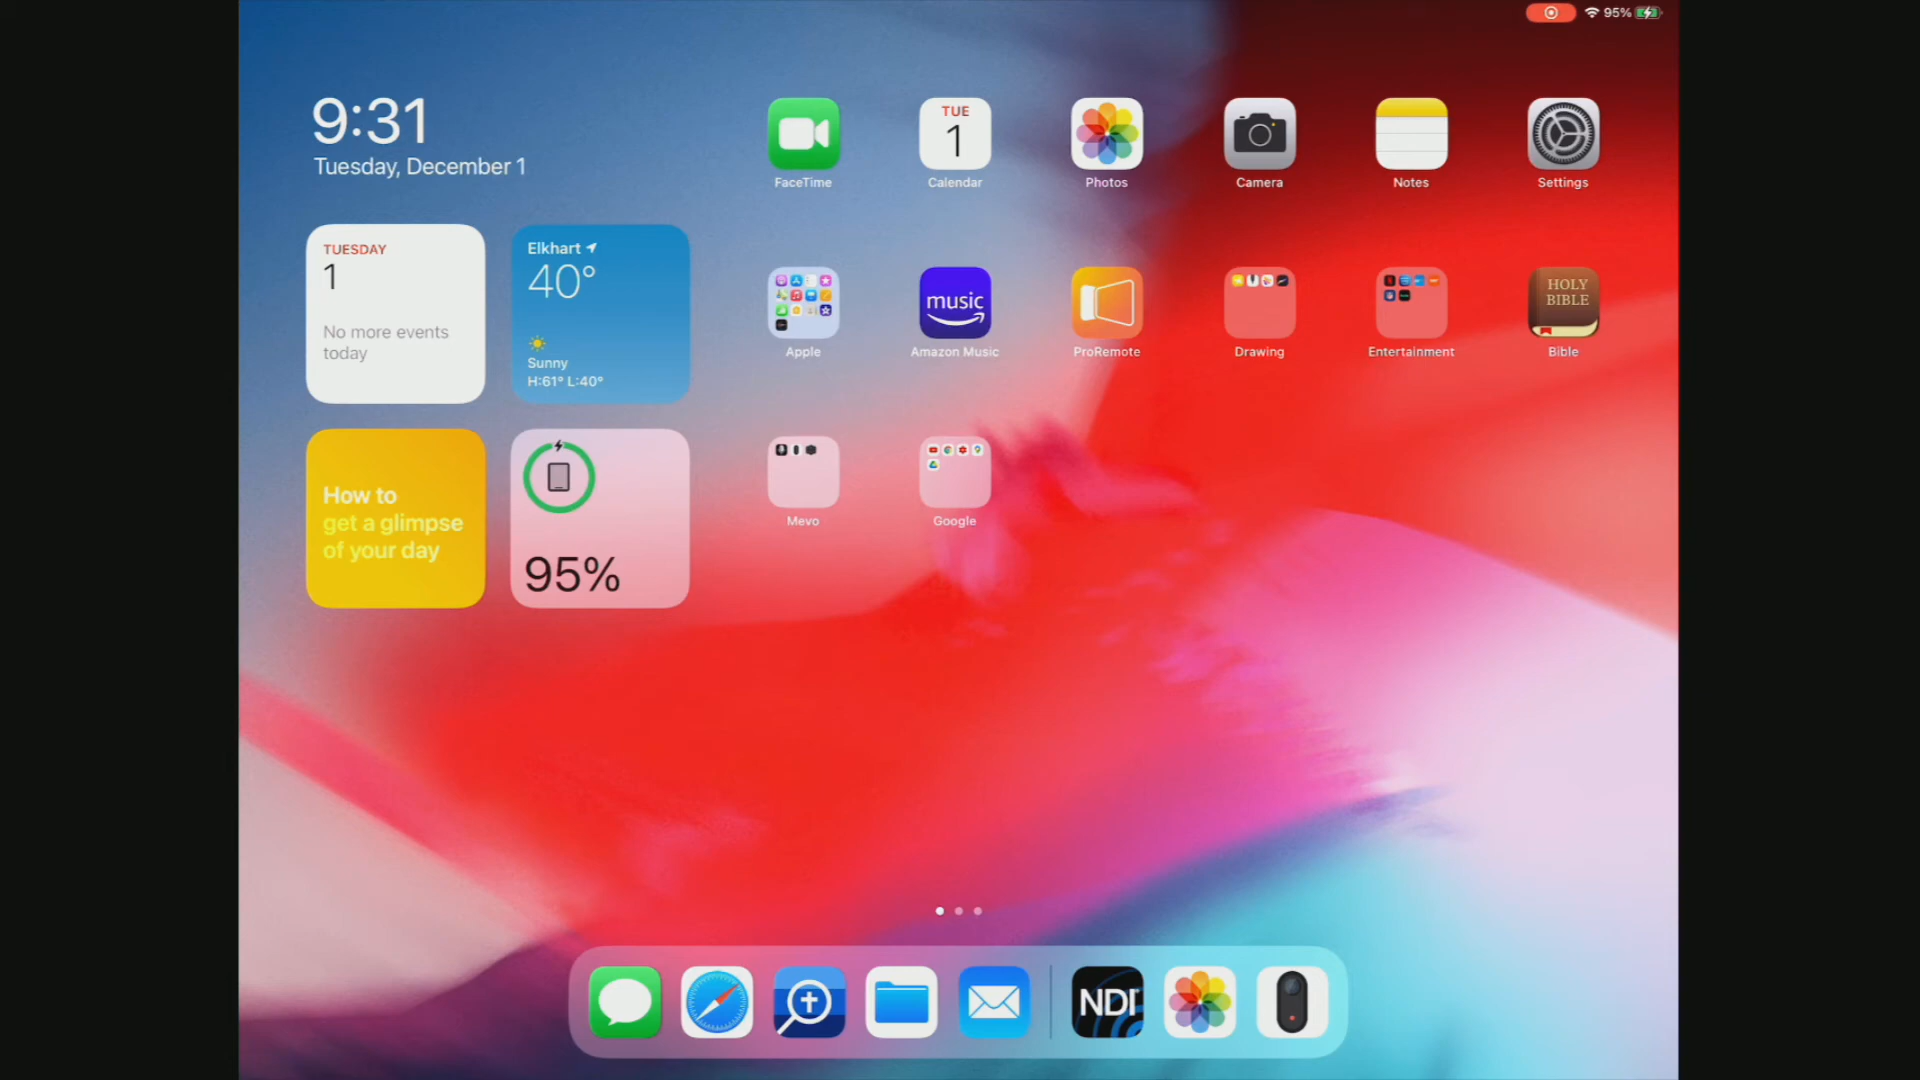 95%
9:31
Tuesday, December 1
TUE
1
FaceTime
Calendar
Photos
Camera
Notes
Settings
TUESDAY
1
No more events
today
Elkhart
40°
Sunny
H:61° L:40°
music
HOLY
BIBLE
Apple
Amazon Music
ProRemote
Drawing
Entertainment
Bible
How to
get a glimpse
of your day
95%
Mevo
Google
NDI